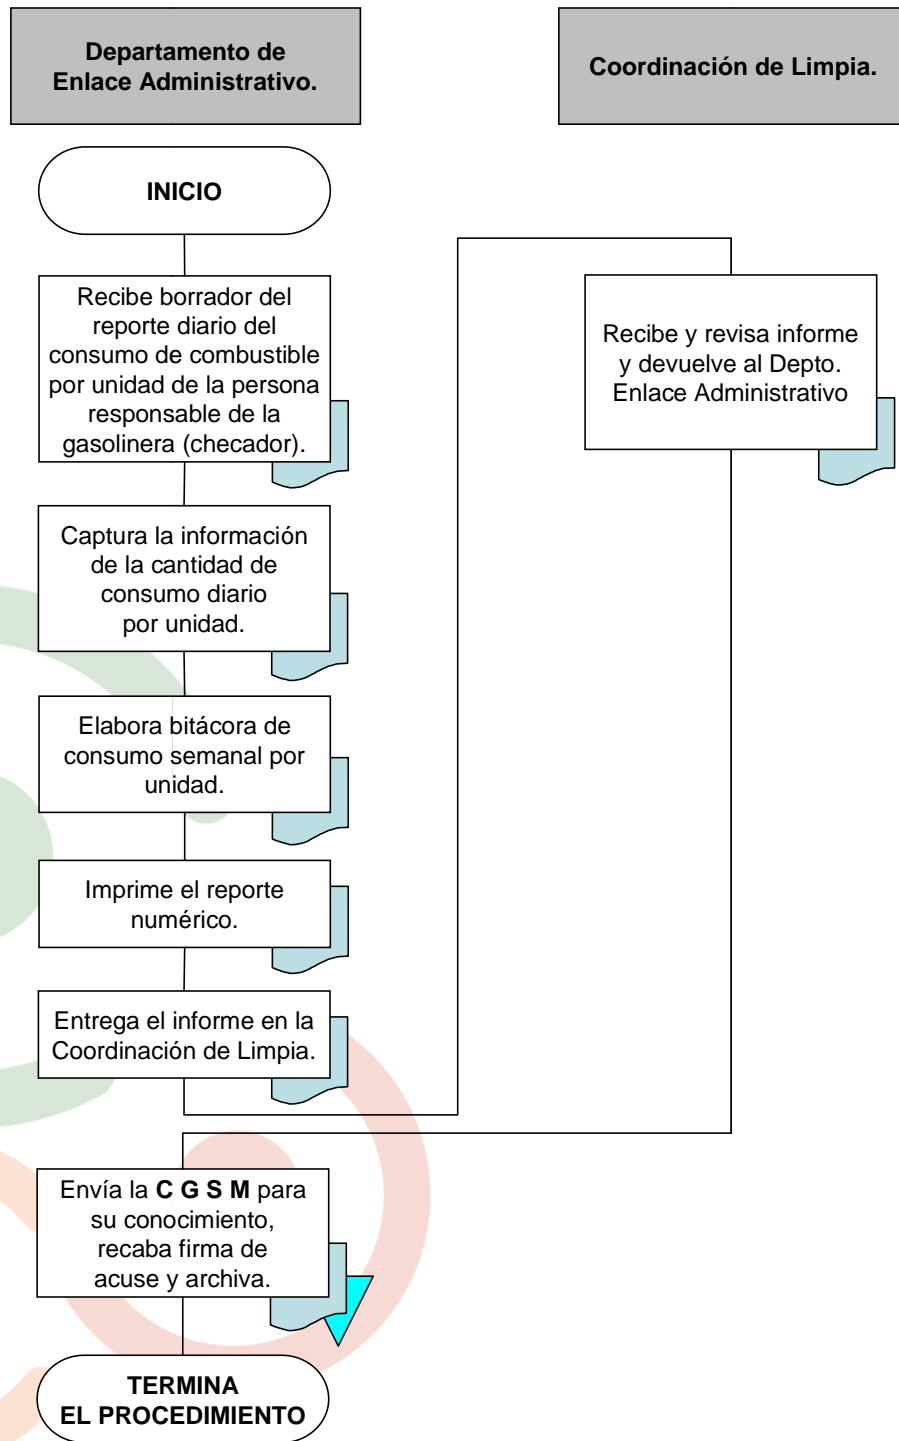 Departamento de
Enlace Administrativo.
Coordinación de Limpia.
INICIO
Recibe borrador del
reporte diario del
consumo de combustible
por unidad de la persona
responsable de la
gasolinera (checador).
Captura la información
de la cantidad de
consumo diario
por unidad.
Elabora bitácora de
consumo semanal por
unidad.
Imprime el reporte
numérico.
Entrega el informe en la
Coordinación de Limpia.
Recibe y revisa informe
y devuelve al Depto.
Enlace Administrativo
Envía la C G S M para
su conocimiento,
recaba firma de
acuse y archiva.
TERMINA
EL PROCEDIMIENTO